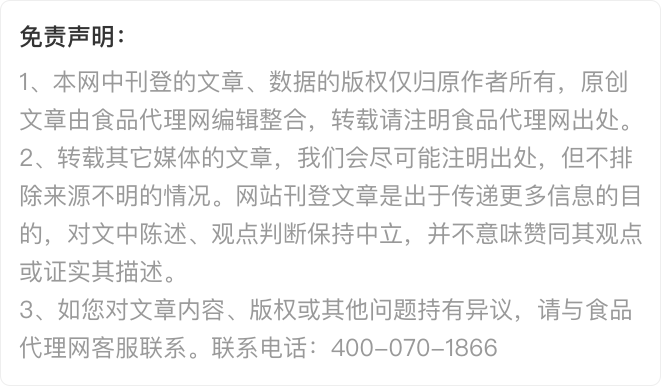 免责声明：
1、本网中刊登的文章、数据的版权仅归原作者所有，原创
文章由食品代理网编辑整合，转载请注明食品代理网出处。
2、转载其它媒体的文章，我们会尽可能注明出处，但不排
除来源不明的情况。网站刊登文章是出于传递更多信息的目
的，对文中陈述、观点判断保持中立，并不意味赞同其观点
或证实其描述。
3、如您对文章内容、版权或其他问题持有异议，请与食品
代理网客服联系。联系电话：400-070-1866